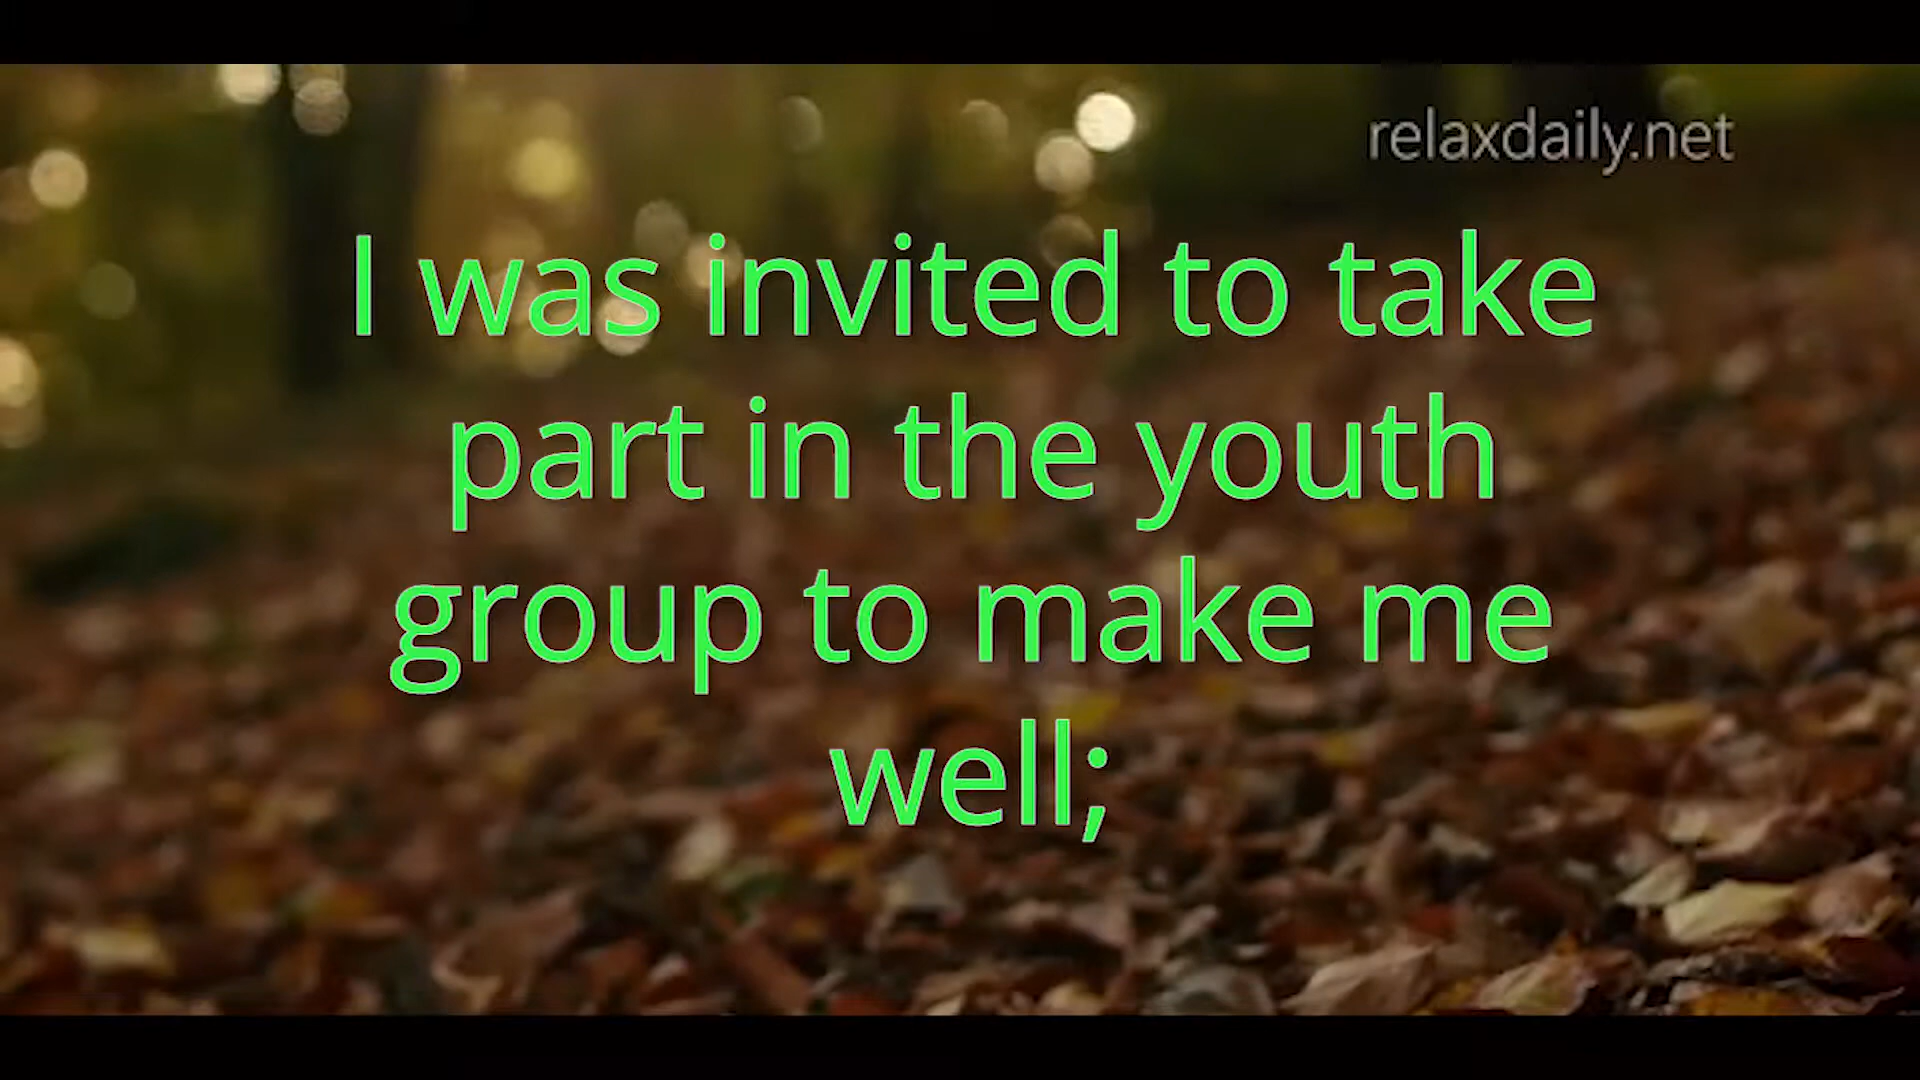 relaxdaily.net
I was invited to take
part in the youth
group to make me
well;